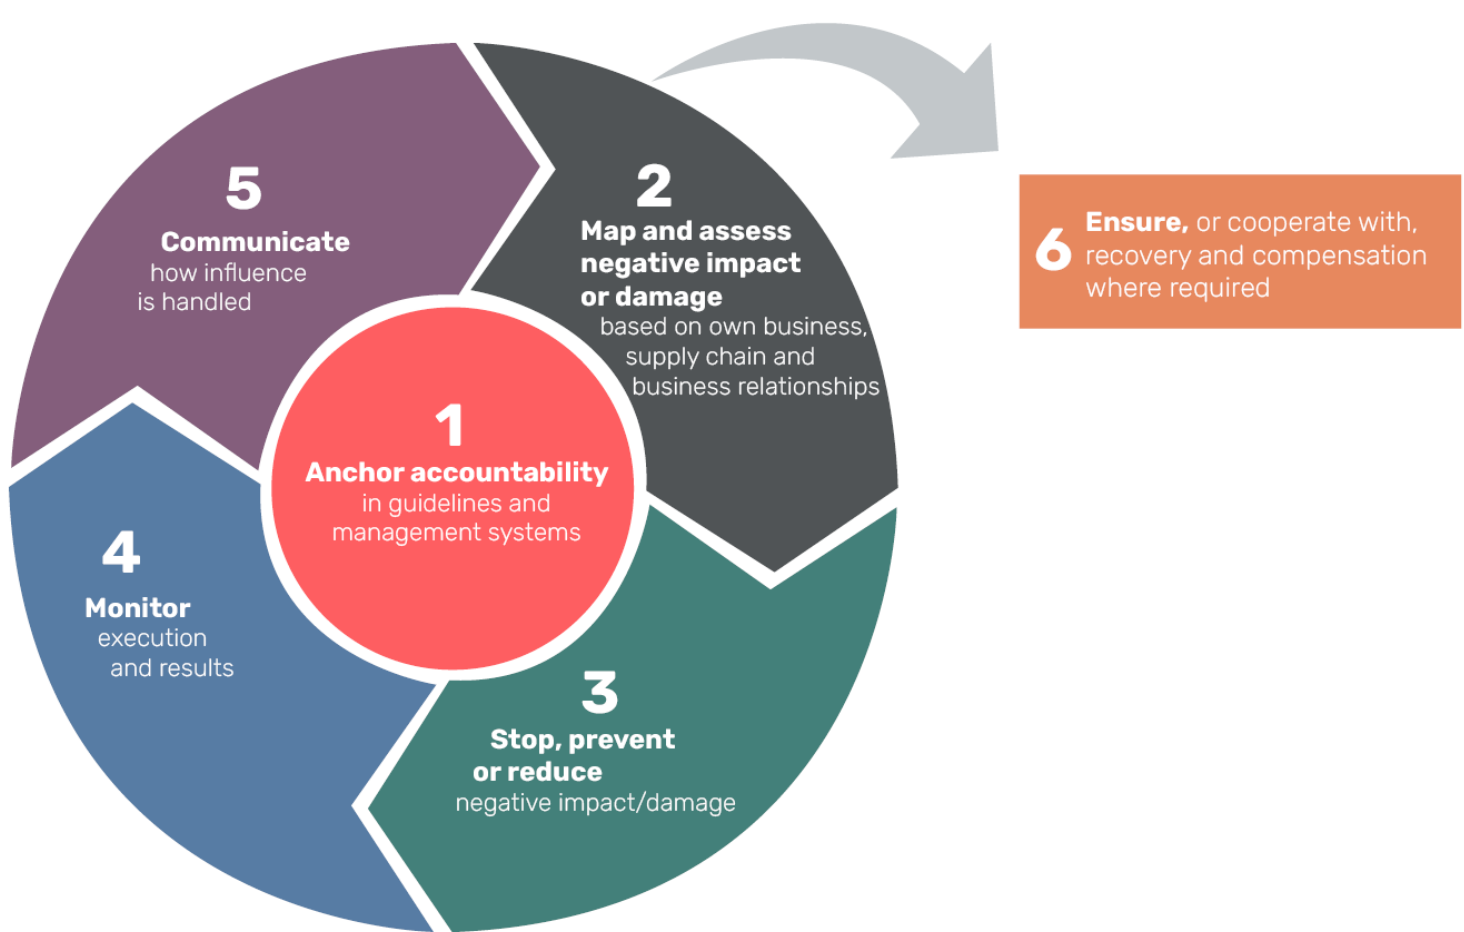 1
Anchor accountability
in guidelines and
management systems
2
Map and assess
negative impact
or damage
based on own business,
supply chain and
business relationships
3
Stop, prevent
or reduce
negative impact/damage
4
Monitor
execution
and results
5
Communicate
how influence
is handled
6
Ensure, or cooperate with,
recovery and compensation
where required